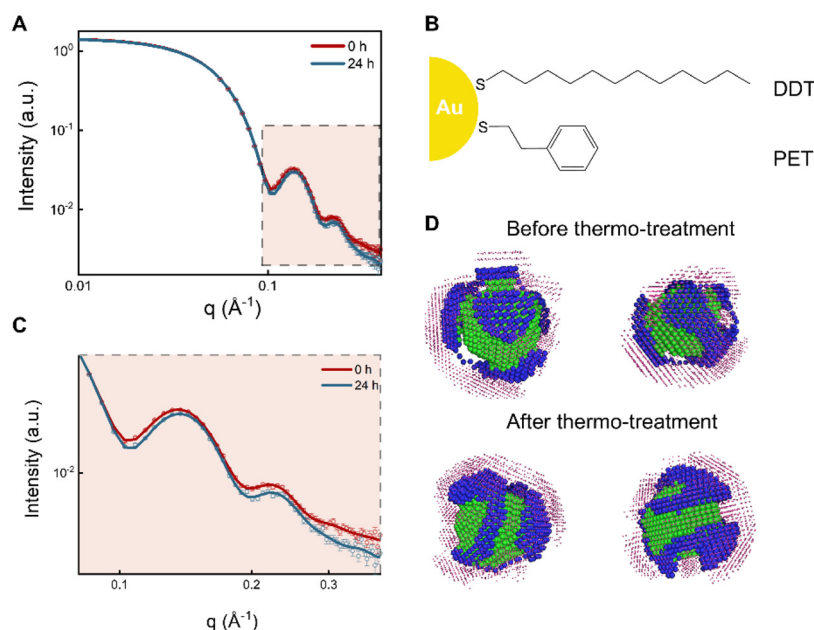 A
0 h
24 h
10⁰
10⁻¹
10⁻²
Intensity (a.u.)
0.01
0.1
q (Å⁻¹)
B
Au
S
S
DDT
PET
C
0 h
24 h
10⁻²
Intensity (a.u.)
0.1
0.2
0.3
q (Å⁻¹)
D
Before thermo-treatment
After thermo-treatment